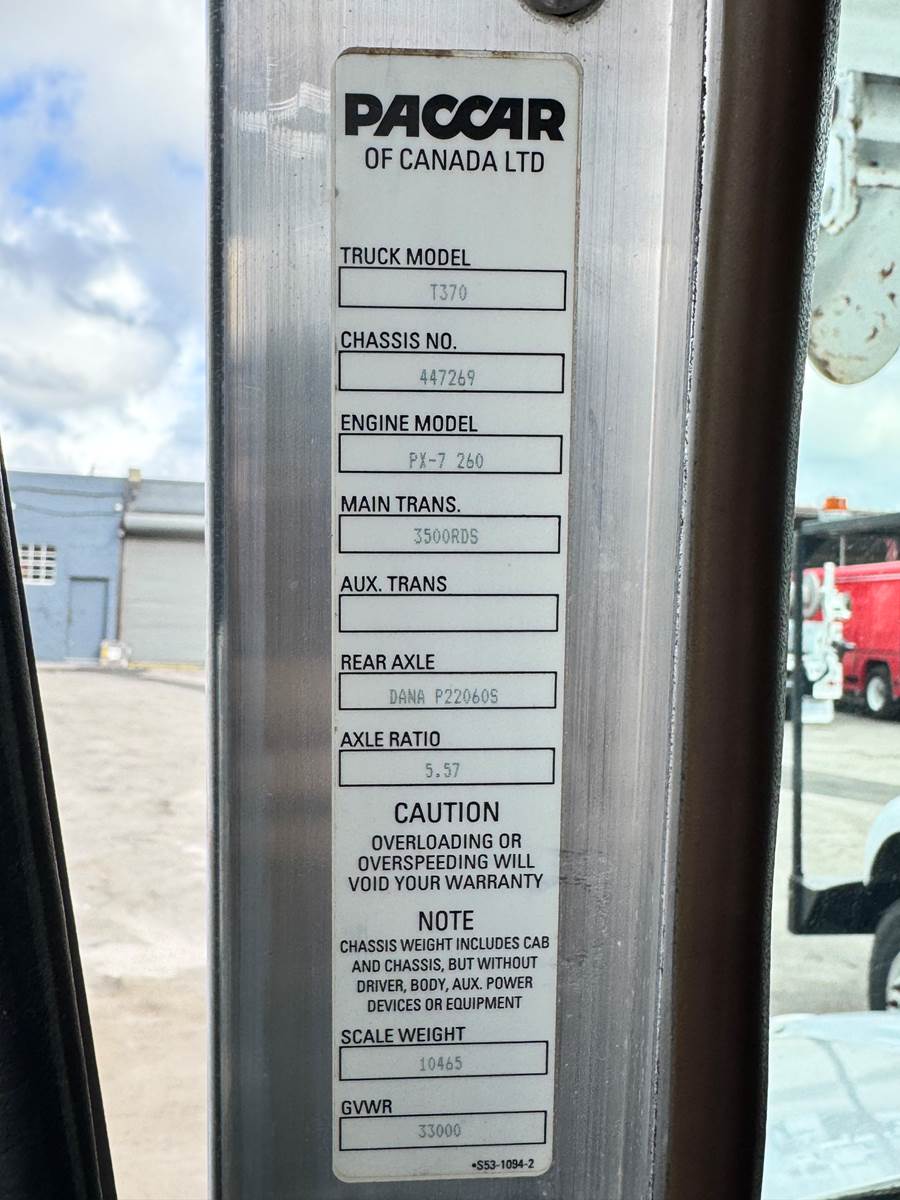 PACCAR
OF CANADA LTD
TRUCK MODEL
T370
CHASSIS NO.
447269
ENGINE MODEL
PX-7 260
MAIN TRANS.
3500RDS
AUX. TRANS
REAR AXLE
DANA P22060S
AXLE RATIO
5.57
CAUTION
OVERLOADING OR
OVERSPEEDING WILL
VOID YOUR WARRANTY
NOTE
CHASSIS WEIGHT INCLUDES CAB
AND CHASSIS, BUT WITHOUT
DRIVER, BODY, AUX. POWER
DEVICES OR EQUIPMENT
SCALE WEIGHT
10465
GVWR
33000
•S53-1094-2